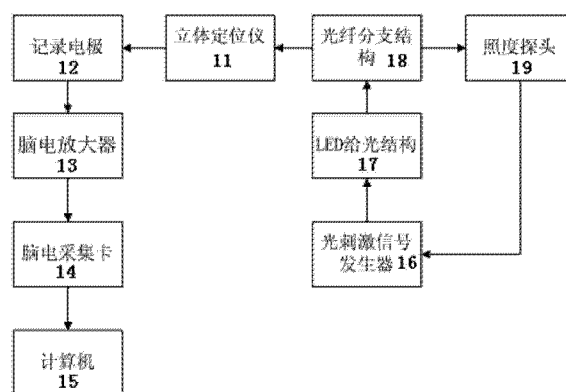 记录电极
12
立体定位仪
11
光纤分支结
构 18
照度探头
19
脑电放大器
13
LED给光结构
17
脑电采集卡
14
光刺激信号
发生器 16
计算机
15